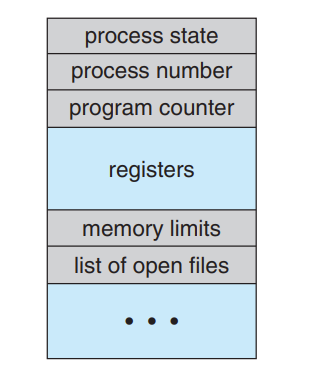 process state
process number
program counter
registers
memory limits
list of open files
• • •